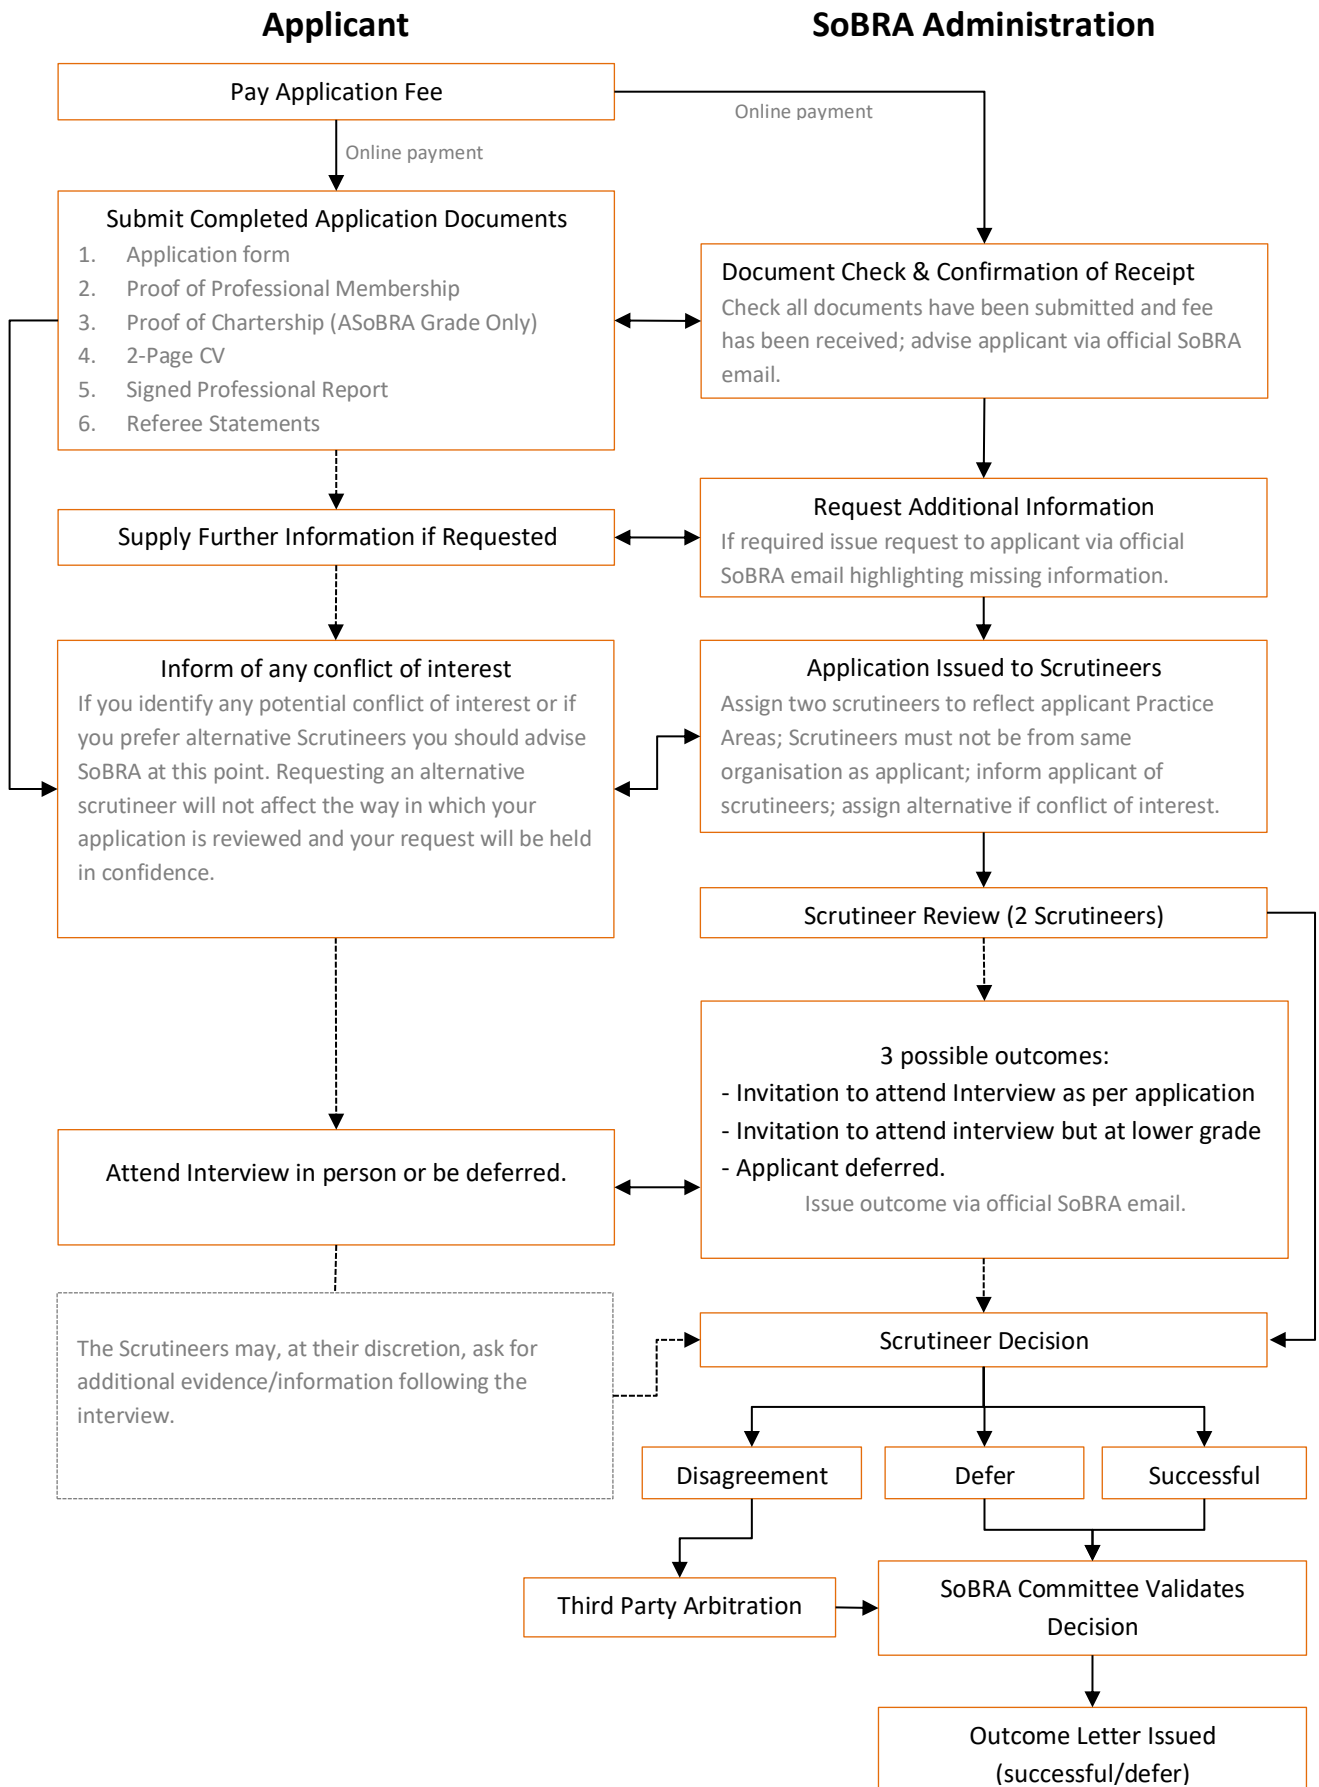 Applicant
SoBRA Administration
Pay Application Fee
Online payment
Online payment
Submit Completed Application Documents
1. Application form
2. Proof of Professional Membership
3. Proof of Chartership (ASoBRA Grade Only)
4. 2-Page CV
5. Signed Professional Report
6. Referee Statements
Document Check & Confirmation of Receipt
Check all documents have been submitted and fee
has been received; advise applicant via official SoBRA
email.
Supply Further Information if Requested
Request Additional Information
If required issue request to applicant via official
SoBRA email highlighting missing information.
Inform of any conflict of interest
If you identify any potential conflict of interest or if
you prefer alternative Scrutineers you should advise
SoBRA at this point. Requesting an alternative
scrutineer will not affect the way in which your
application is reviewed and your request will be held
in confidence.
Application Issued to Scrutineers
Assign two scrutineers to reflect applicant Practice
Areas; Scrutineers must not be from same
organisation as applicant; inform applicant of
scrutineers; assign alternative if conflict of interest.
Scrutineer Review (2 Scrutineers)
3 possible outcomes:
- Invitation to attend Interview as per application
- Invitation to attend interview but at lower grade
- Applicant deferred.
Issue outcome via official SoBRA email.
Attend Interview in person or be deferred.
The Scrutineers may, at their discretion, ask for
additional evidence/information following the
interview.
Scrutineer Decision
Disagreement
Defer
Successful
Third Party Arbitration
SoBRA Committee Validates
Decision
Outcome Letter Issued
(successful/defer)